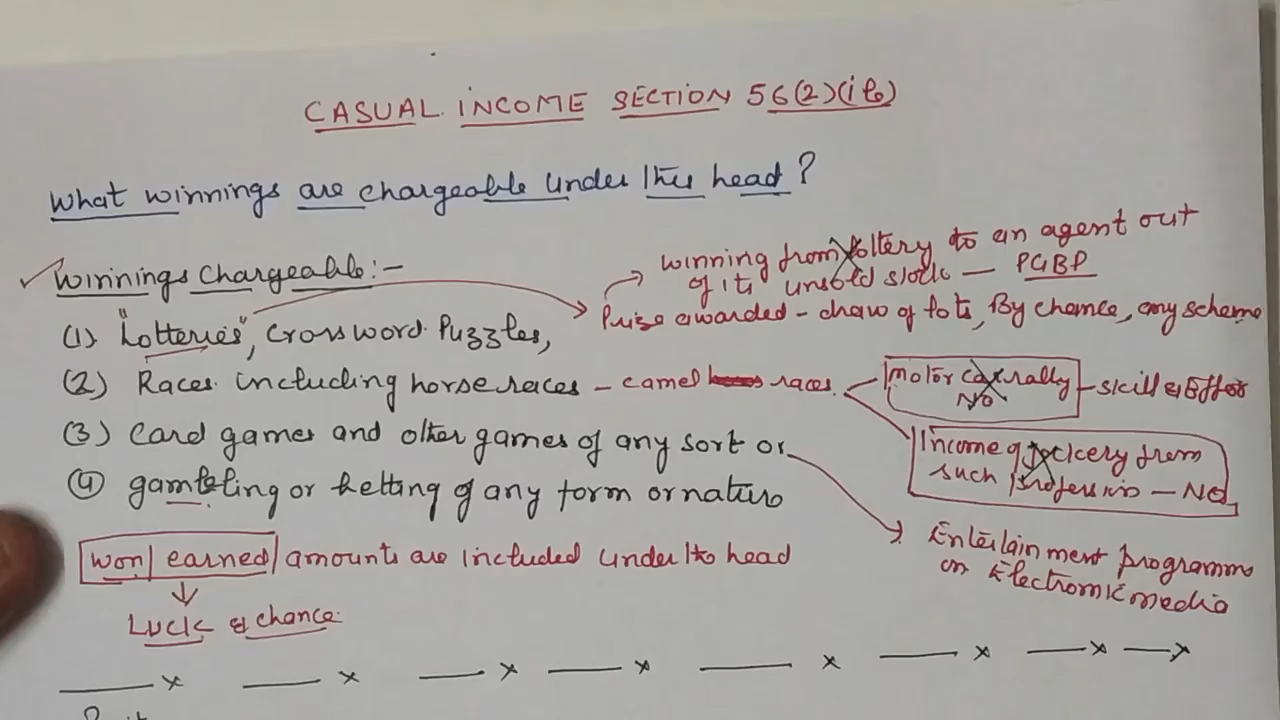 CASUAL INCOME SECTION 56(2)(ib)
What winnings are chargeable under this head?
Winnings Chargeable:-
winning from lottery to an agent out
of its unsold stock — PGBP
(1) "Lotteries", crossword Puzzles,
Prize awarded - draw of lots, By chance, any scheme
(2) Races including horse races - camel races
Motor car rally - skill & Effor
No
(3) Card games and other games of any sort or
Income of jockery from
such profession - No
(4) gambling or betting of any form or nature
won/earned/amounts are included under the head
Entertainment programm
on Electronic media
Luck & chance